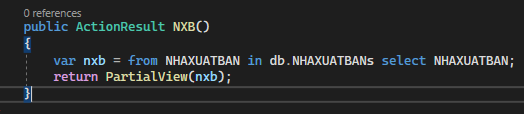 0 references
public ActionResult NXB()
{
var nxb = from NHAXUATBAN in db.NHAXUATBANs select NHAXUATBAN;
return PartialView(nxb);
}